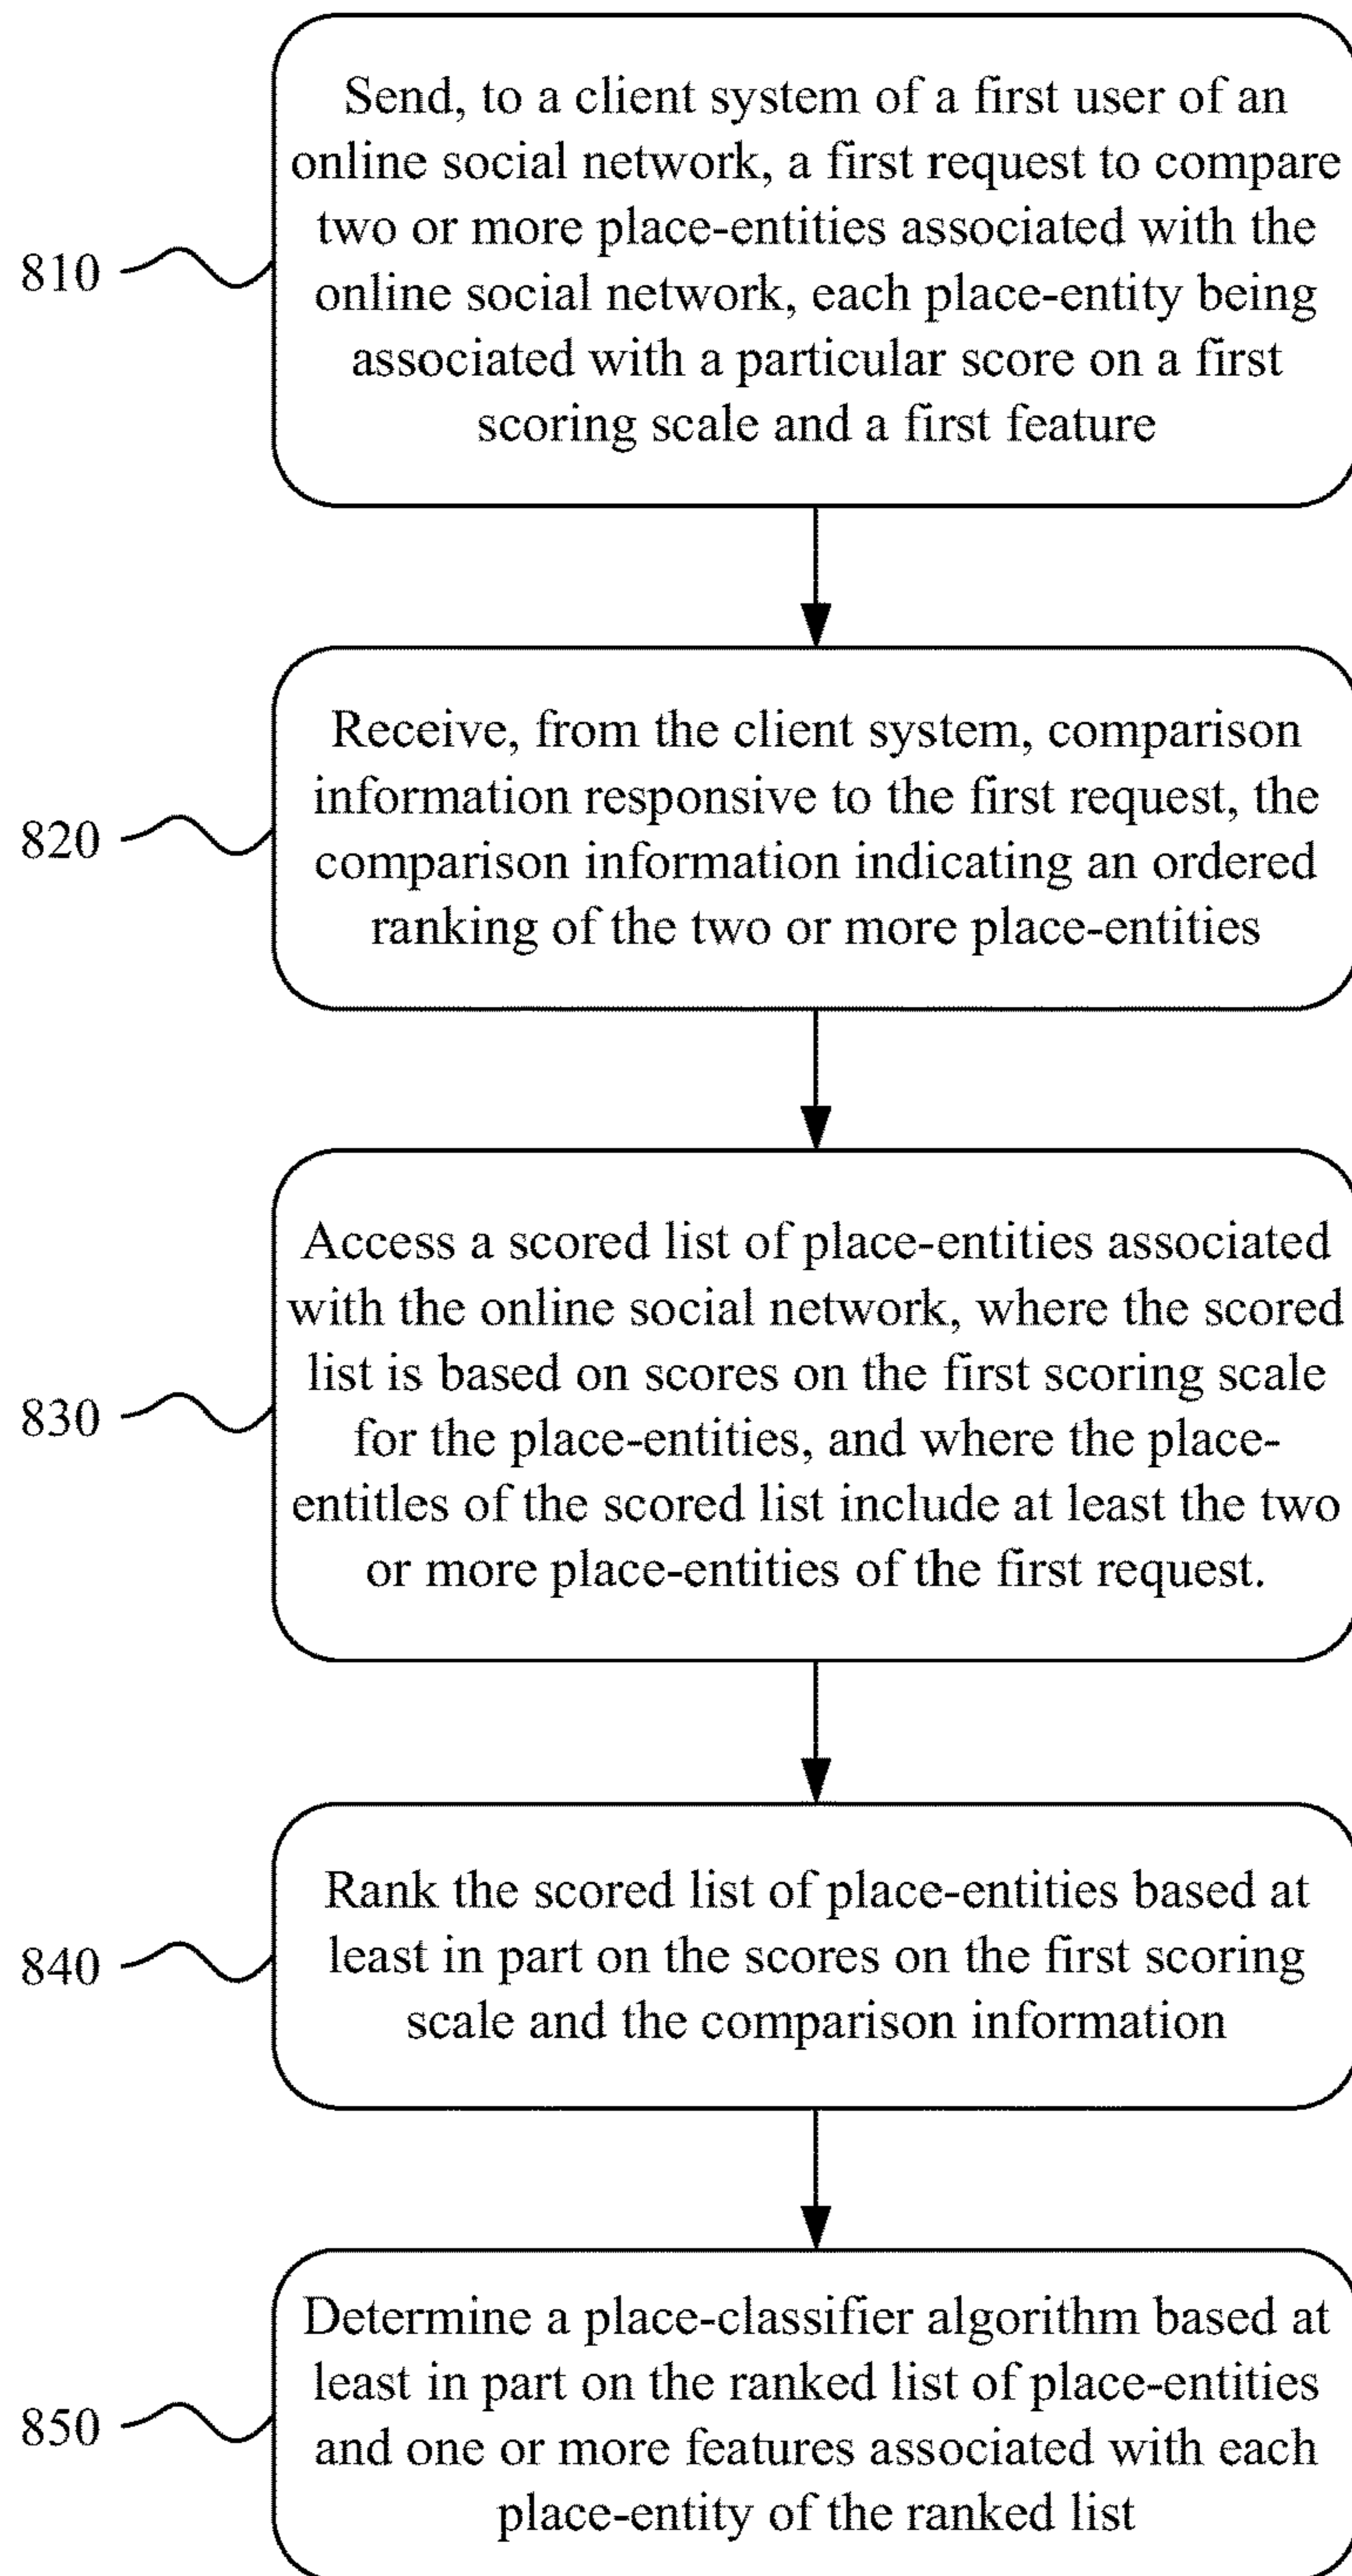 Send, to a client system of a first user of an
online social network, a first request to compare
two or more place-entities associated with the
online social network, each place-entity being
associated with a particular score on a first
scoring scale and a first feature
810
Receive, from the client system, comparison
information responsive to the first request, the
comparison information indicating an ordered
ranking of the two or more place-entities
820
Access a scored list of place-entities associated
with the online social network, where the scored
list is based on scores on the first scoring scale
for the place-entities, and where the place-
entitles of the scored list include at least the two
or more place-entities of the first request.
830
Rank the scored list of place-entities based at
least in part on the scores on the first scoring
scale and the comparison information
840
Determine a place-classifier algorithm based at
least in part on the ranked list of place-entities
and one or more features associated with each
place-entity of the ranked list
850